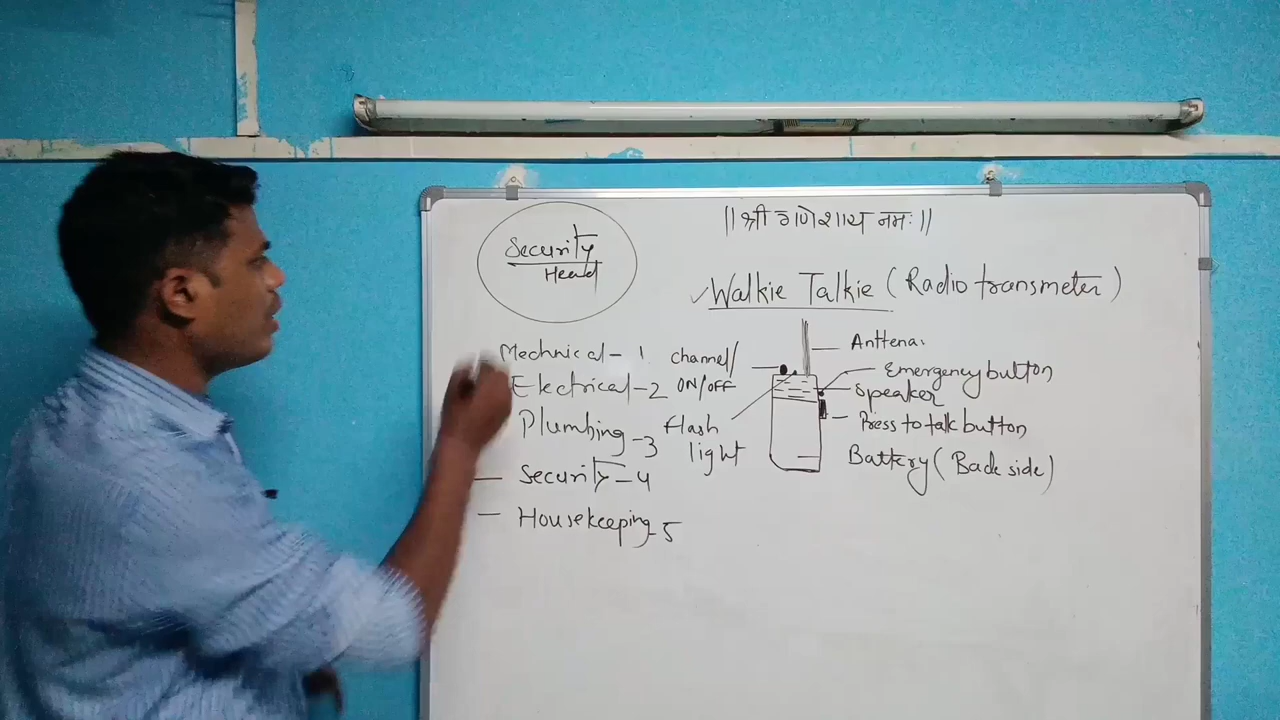 || श्री गणेशाय नमः ||
Security
Head
Walkie Talkie (Radio transmeter)
Mechnical - 1
Electrical - 2
Plumbing - 3
Security - 4
Housekeeping - 5
channel/
ON/OFF
flash
light
Anttena
Emergency button
Speaker
Press to talk button
Battery (Back side)